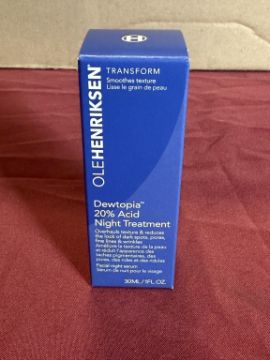 OLEHENRIKSEN
TRANSFORM
Smoothes texture
Lisse le grain de peau
Dewtopia™
20% Acid
Night Treatment
Overhauls texture & reduces
the look of dark spots, pores,
fine lines & wrinkles
Améliore la texture de la peau
et réduit l'apparence des
taches pigmentaires, des
pores, des rides et des ridules
Facial night serum
Sérum de nuit pour le visage
30ML/1FL OZ.